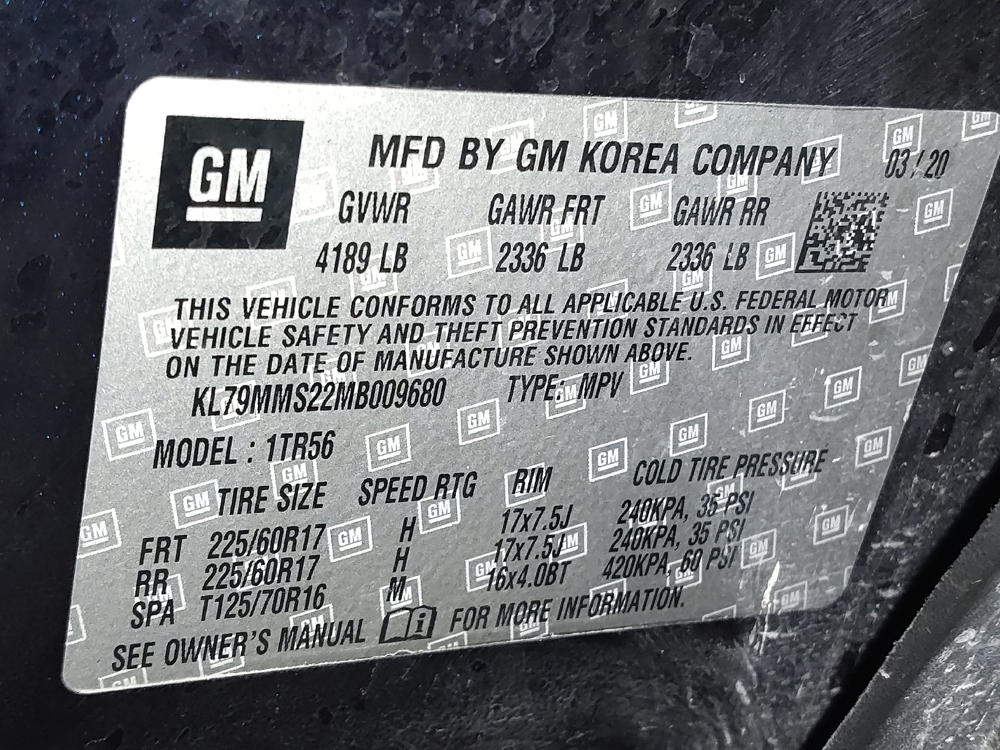 GM
MFD BY GM KOREA COMPANY 03/20
GVWR GAWR FRT GAWR RR
4189 LB 2336 LB 2336 LB
THIS VEHICLE CONFORMS TO ALL APPLICABLE U.S. FEDERAL MOTOR
VEHICLE SAFETY AND THEFT PREVENTION STANDARDS IN EFFECT
ON THE DATE OF MANUFACTURE SHOWN ABOVE.
KL79MMS22MB009680 TYPE: MPV
MODEL : 1TR56
TIRE SIZE SPEED RTG RIM COLD TIRE PRESSURE
FRT 225/60R17 H 17x7.5J 240KPA, 35 PSI
RR 225/60R17 H 17x7.5J 240KPA, 35 PSI
SPA T125/70R16 M 16x4.0BT 420KPA, 60 PSI
SEE OWNER'S MANUAL FOR MORE INFORMATION.